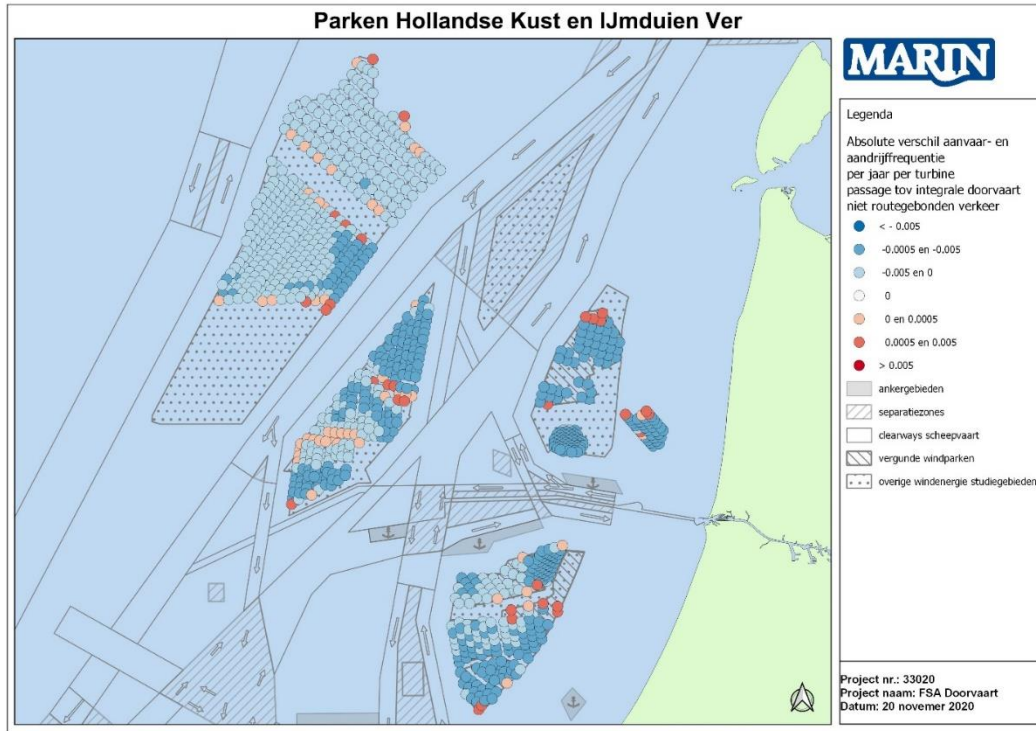 Parken Hollandse Kust en IJmduien Ver
MARIN
Legenda
Absolute verschil aanvaar- en
aandrijffrequentie
per jaar per turbine
passage tov integrale doorvaart
niet routegebonden verkeer
< - 0.005
-0.0005 en -0.005
-0.005 en 0
0
0 en 0.0005
0.0005 en 0.005
> 0.005
ankergebieden
separatiezones
clearways scheepvaart
vergunde windparken
overige windenergie studiegebieden
Project nr.: 33020
Project naam: FSA Doorvaart
Datum: 20 novemer 2020